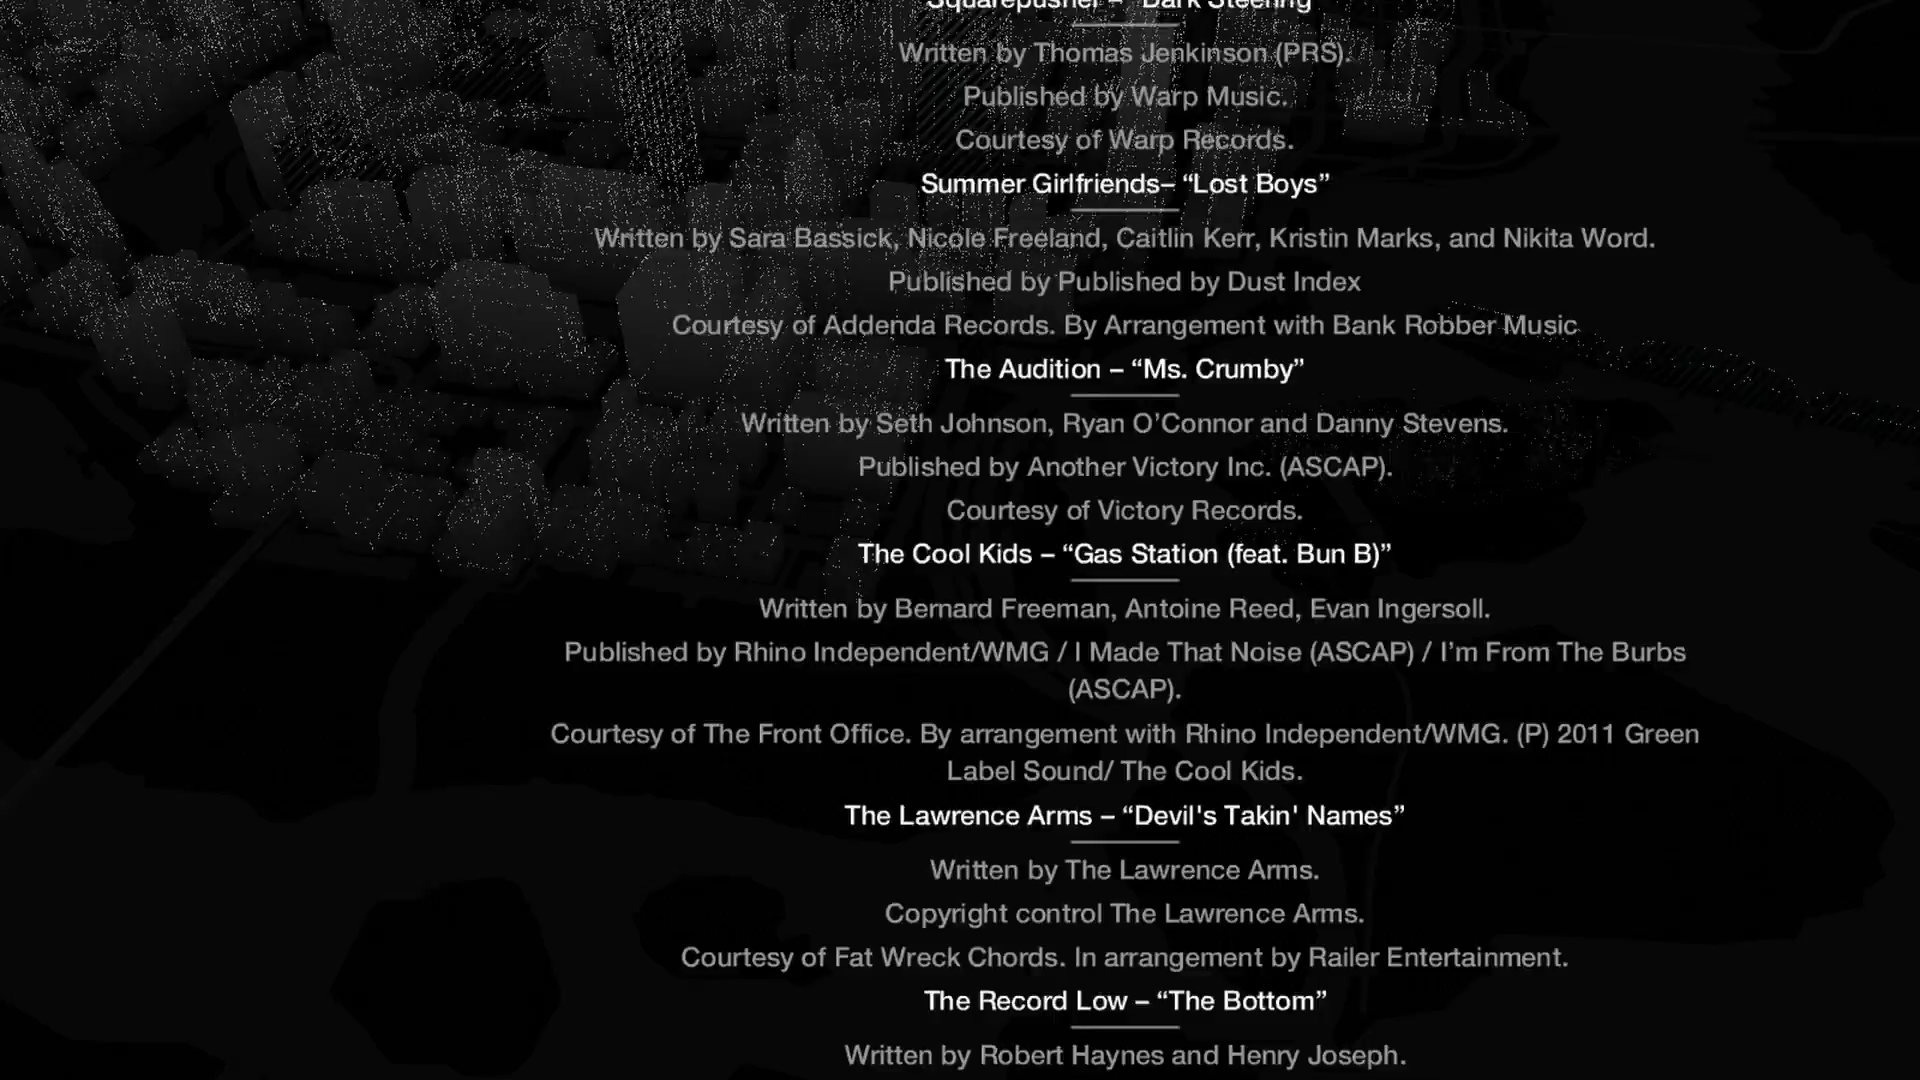 Squarepusher – “Dark Steering”
Written by Thomas Jenkinson (PRS).
Published by Warp Music.
Courtesy of Warp Records.
Summer Girlfriends– “Lost Boys”
Written by Sara Bassick, Nicole Freeland, Caitlin Kerr, Kristin Marks, and Nikita Word.
Published by Published by Dust Index
Courtesy of Addenda Records. By Arrangement with Bank Robber Music
The Audition – “Ms. Crumby”
Written by Seth Johnson, Ryan O’Connor and Danny Stevens.
Published by Another Victory Inc. (ASCAP).
Courtesy of Victory Records.
The Cool Kids – “Gas Station (feat. Bun B)”
Written by Bernard Freeman, Antoine Reed, Evan Ingersoll.
Published by Rhino Independent/WMG / I Made That Noise (ASCAP) / I’m From The Burbs
(ASCAP).
Courtesy of The Front Office. By arrangement with Rhino Independent/WMG. (P) 2011 Green
Label Sound/ The Cool Kids.
The Lawrence Arms – “Devil's Takin' Names”
Written by The Lawrence Arms.
Copyright control The Lawrence Arms.
Courtesy of Fat Wreck Chords. In arrangement by Railer Entertainment.
The Record Low – “The Bottom”
Written by Robert Haynes and Henry Joseph.